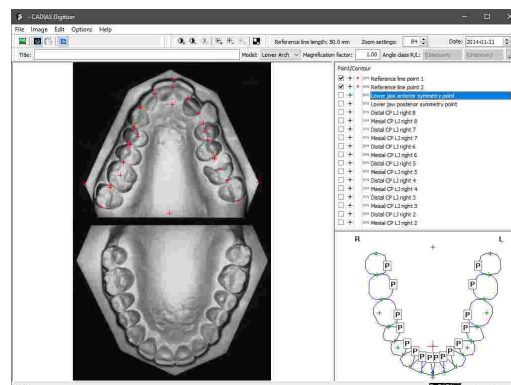 - CADIAS Digitizer
File Image Edit Options Help
Reference line length: 50.0 mm Zoom settings: 84 Date: 2014-01-31
Title: Model: Lower Arch Magnification factor: 1.00 Angle class R/L: (Unknown) (Unknown)
Point/Contour
Reference line point 1
Reference line point 2
Lower jaw anterior symmetry point
Lower jaw posterior symmetry point
Distal CP LJ right 8
Mesial CP LJ right 8
Distal CP LJ right 7
Mesial CP LJ right 7
Distal CP LJ right 6
Mesial CP LJ right 6
Distal CP LJ right 5
Mesial CP LJ right 5
Distal CP LJ right 4
Mesial CP LJ right 4
Distal CP LJ right 3
Mesial CP LJ right 3
Distal CP LJ right 2
Mesial CP LJ right 2
R L
P P
P P
P P
P P
P P
P P P P